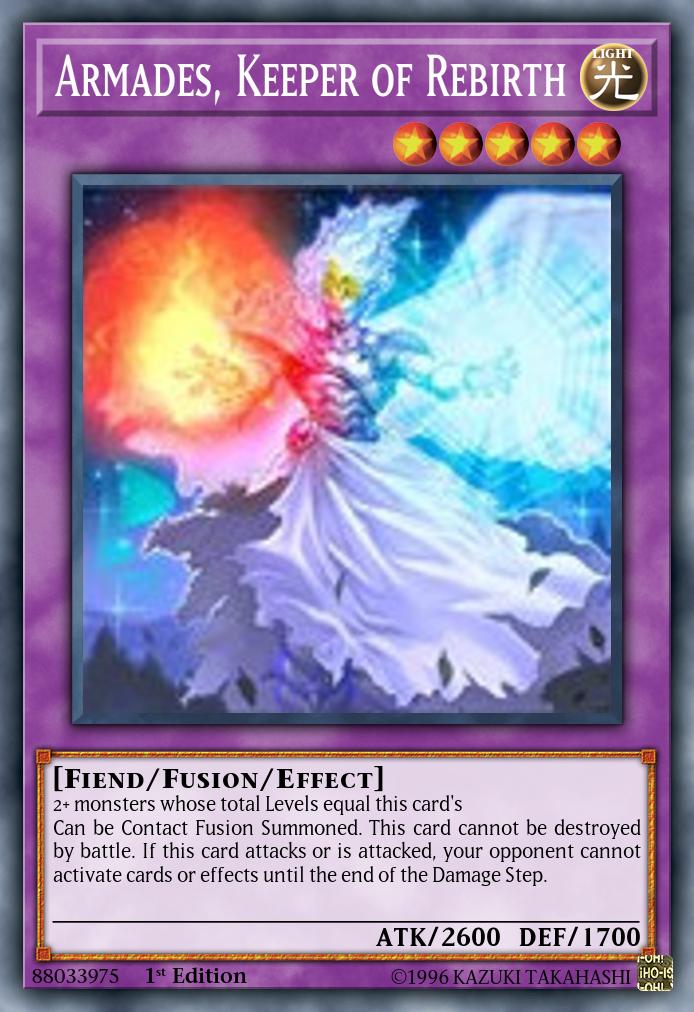 Armades, Keeper of Rebirth
LIGHT
光
[Fiend/Fusion/Effect]
2+ monsters whose total Levels equal this card's
Can be Contact Fusion Summoned. This card cannot be destroyed
by battle. If this card attacks or is attacked, your opponent cannot
activate cards or effects until the end of the Damage Step.
ATK/2600 DEF/1700
88033975 1st Edition ©1996 KAZUKI TAKAHASHI